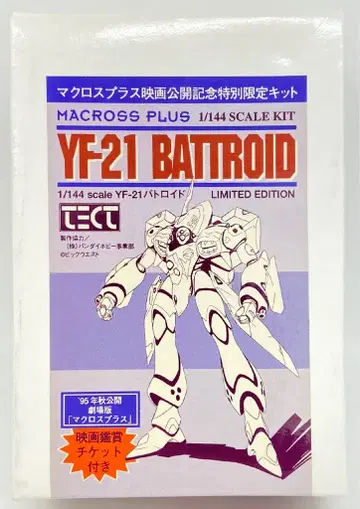 マクロスプラス映画公開記念特別限定キット
MACROSS PLUS 1/144 SCALE KIT
YF-21 BATTROID
1/144 scale YF-21バトロイド LIMITED EDITION
TECT
製作協力/
(株)バンダイホビー事業部
©ビックウエスト
'95年秋公開
劇場版
「マクロスプラス」
映画鑑賞
チケット
付き